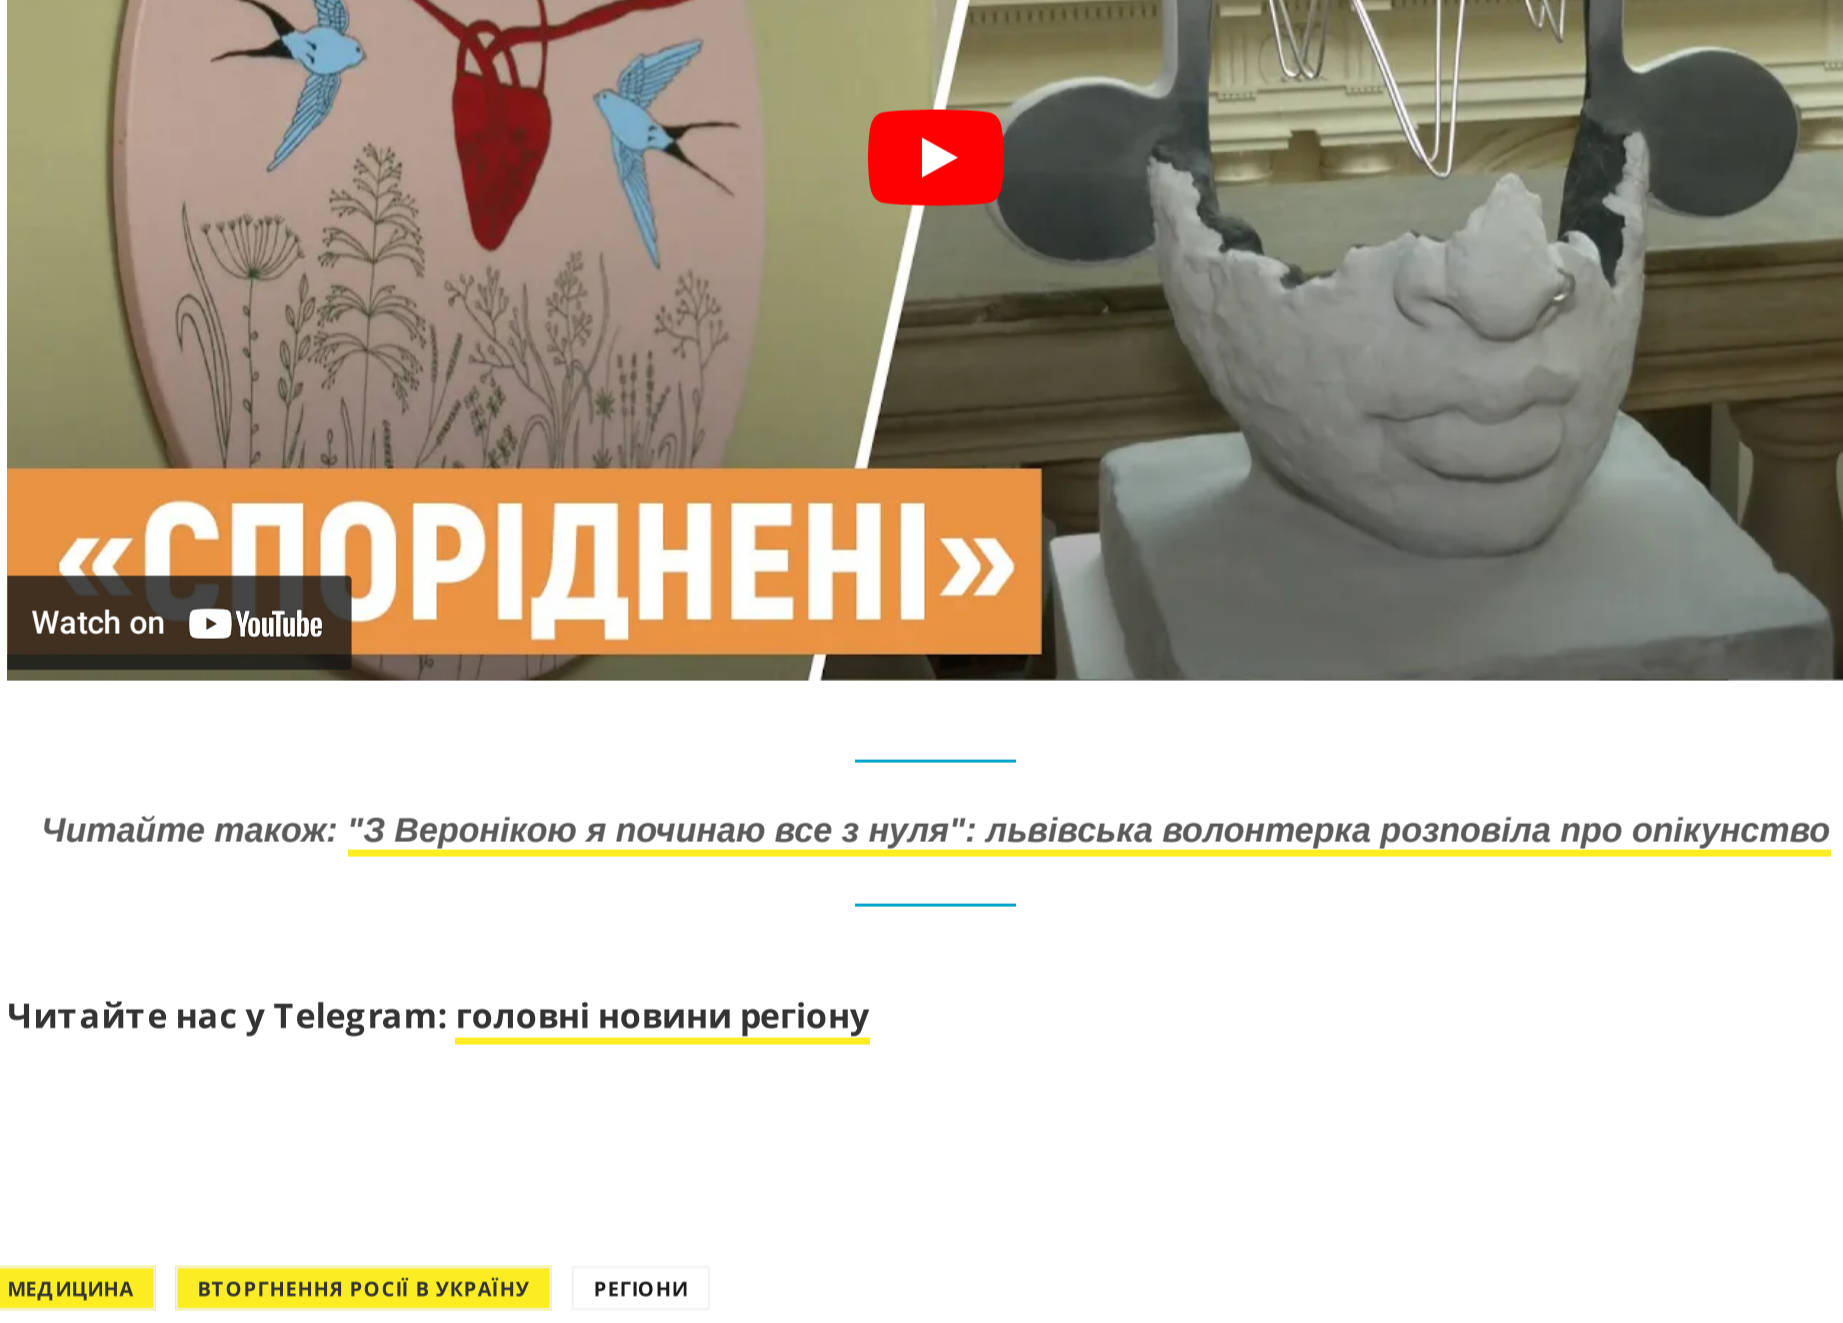 «СПОРІДНЕНІ»
Watch on YouTube
Читайте також: "З Веронікою я починаю все з нуля": львівська волонтерка розповіла про опікунство
Читайте нас у Telegram: головні новини регіону
МЕДИЦИНА
ВТОРГНЕННЯ РОСІЇ В УКРАЇНУ
РЕГІОНИ